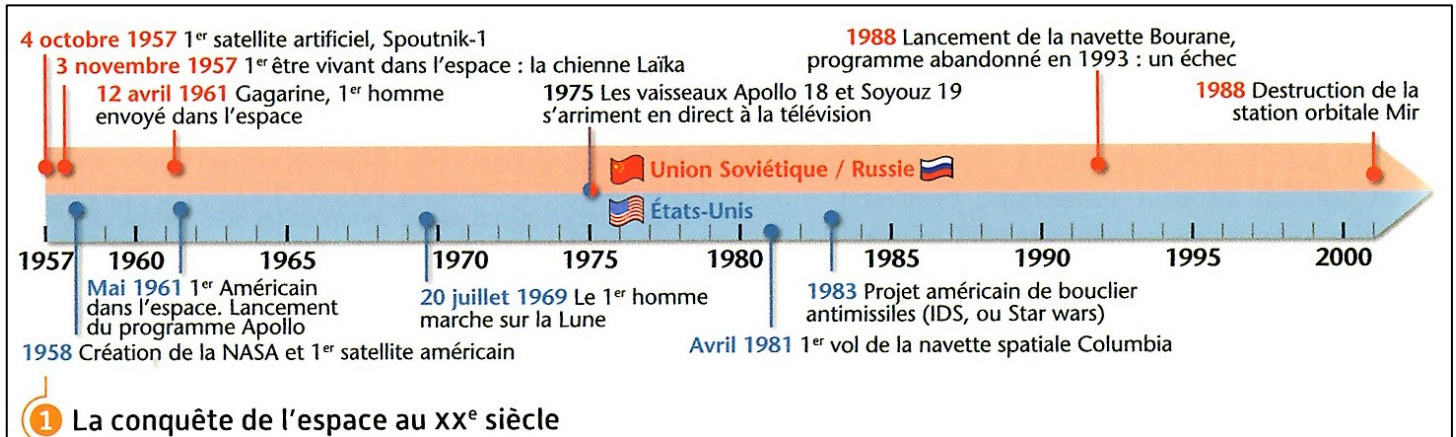 4 octobre 1957 1er satellite artificiel, Spoutnik-1
3 novembre 1957 1er être vivant dans l'espace : la chienne Laïka
12 avril 1961 Gagarine, 1er homme
envoyé dans l'espace
1975 Les vaisseaux Apollo 18 et Soyouz 19
s'arriment en direct à la télévision
1988 Lancement de la navette Bourane,
programme abandonné en 1993 : un échec
1988 Destruction de la
station orbitale Mir
Union Soviétique / Russie
États-Unis
1957 1960 1965 1970 1975 1980 1985 1990 1995 2000
Mai 1961 1er Américain
dans l'espace. Lancement
du programme Apollo
1958 Création de la NASA et 1er satellite américain
20 juillet 1969 Le 1er homme
marche sur la Lune
Avril 1981 1er vol de la navette spatiale Columbia
1983 Projet américain de bouclier
antimissiles (IDS, ou Star wars)
1 La conquête de l'espace au XXe siècle